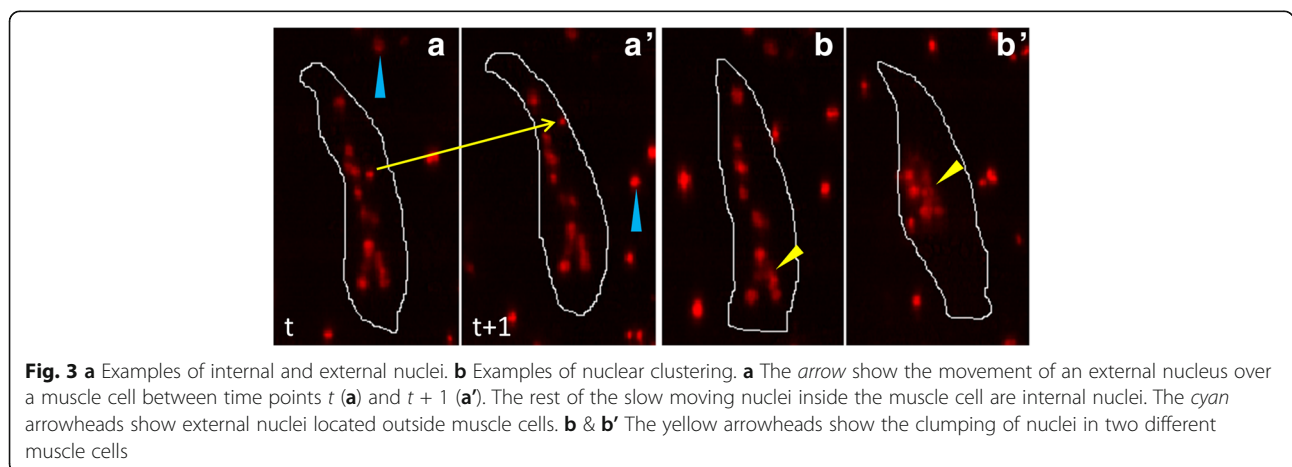 a a' b b'
t t+1
Fig. 3 a Examples of internal and external nuclei. b Examples of nuclear clustering. a The arrow show the movement of an external nucleus over
a muscle cell between time points t (a) and t + 1 (a’). The rest of the slow moving nuclei inside the muscle cell are internal nuclei. The cyan
arrowheads show external nuclei located outside muscle cells. b & b’ The yellow arrowheads show the clumping of nuclei in two different
muscle cells